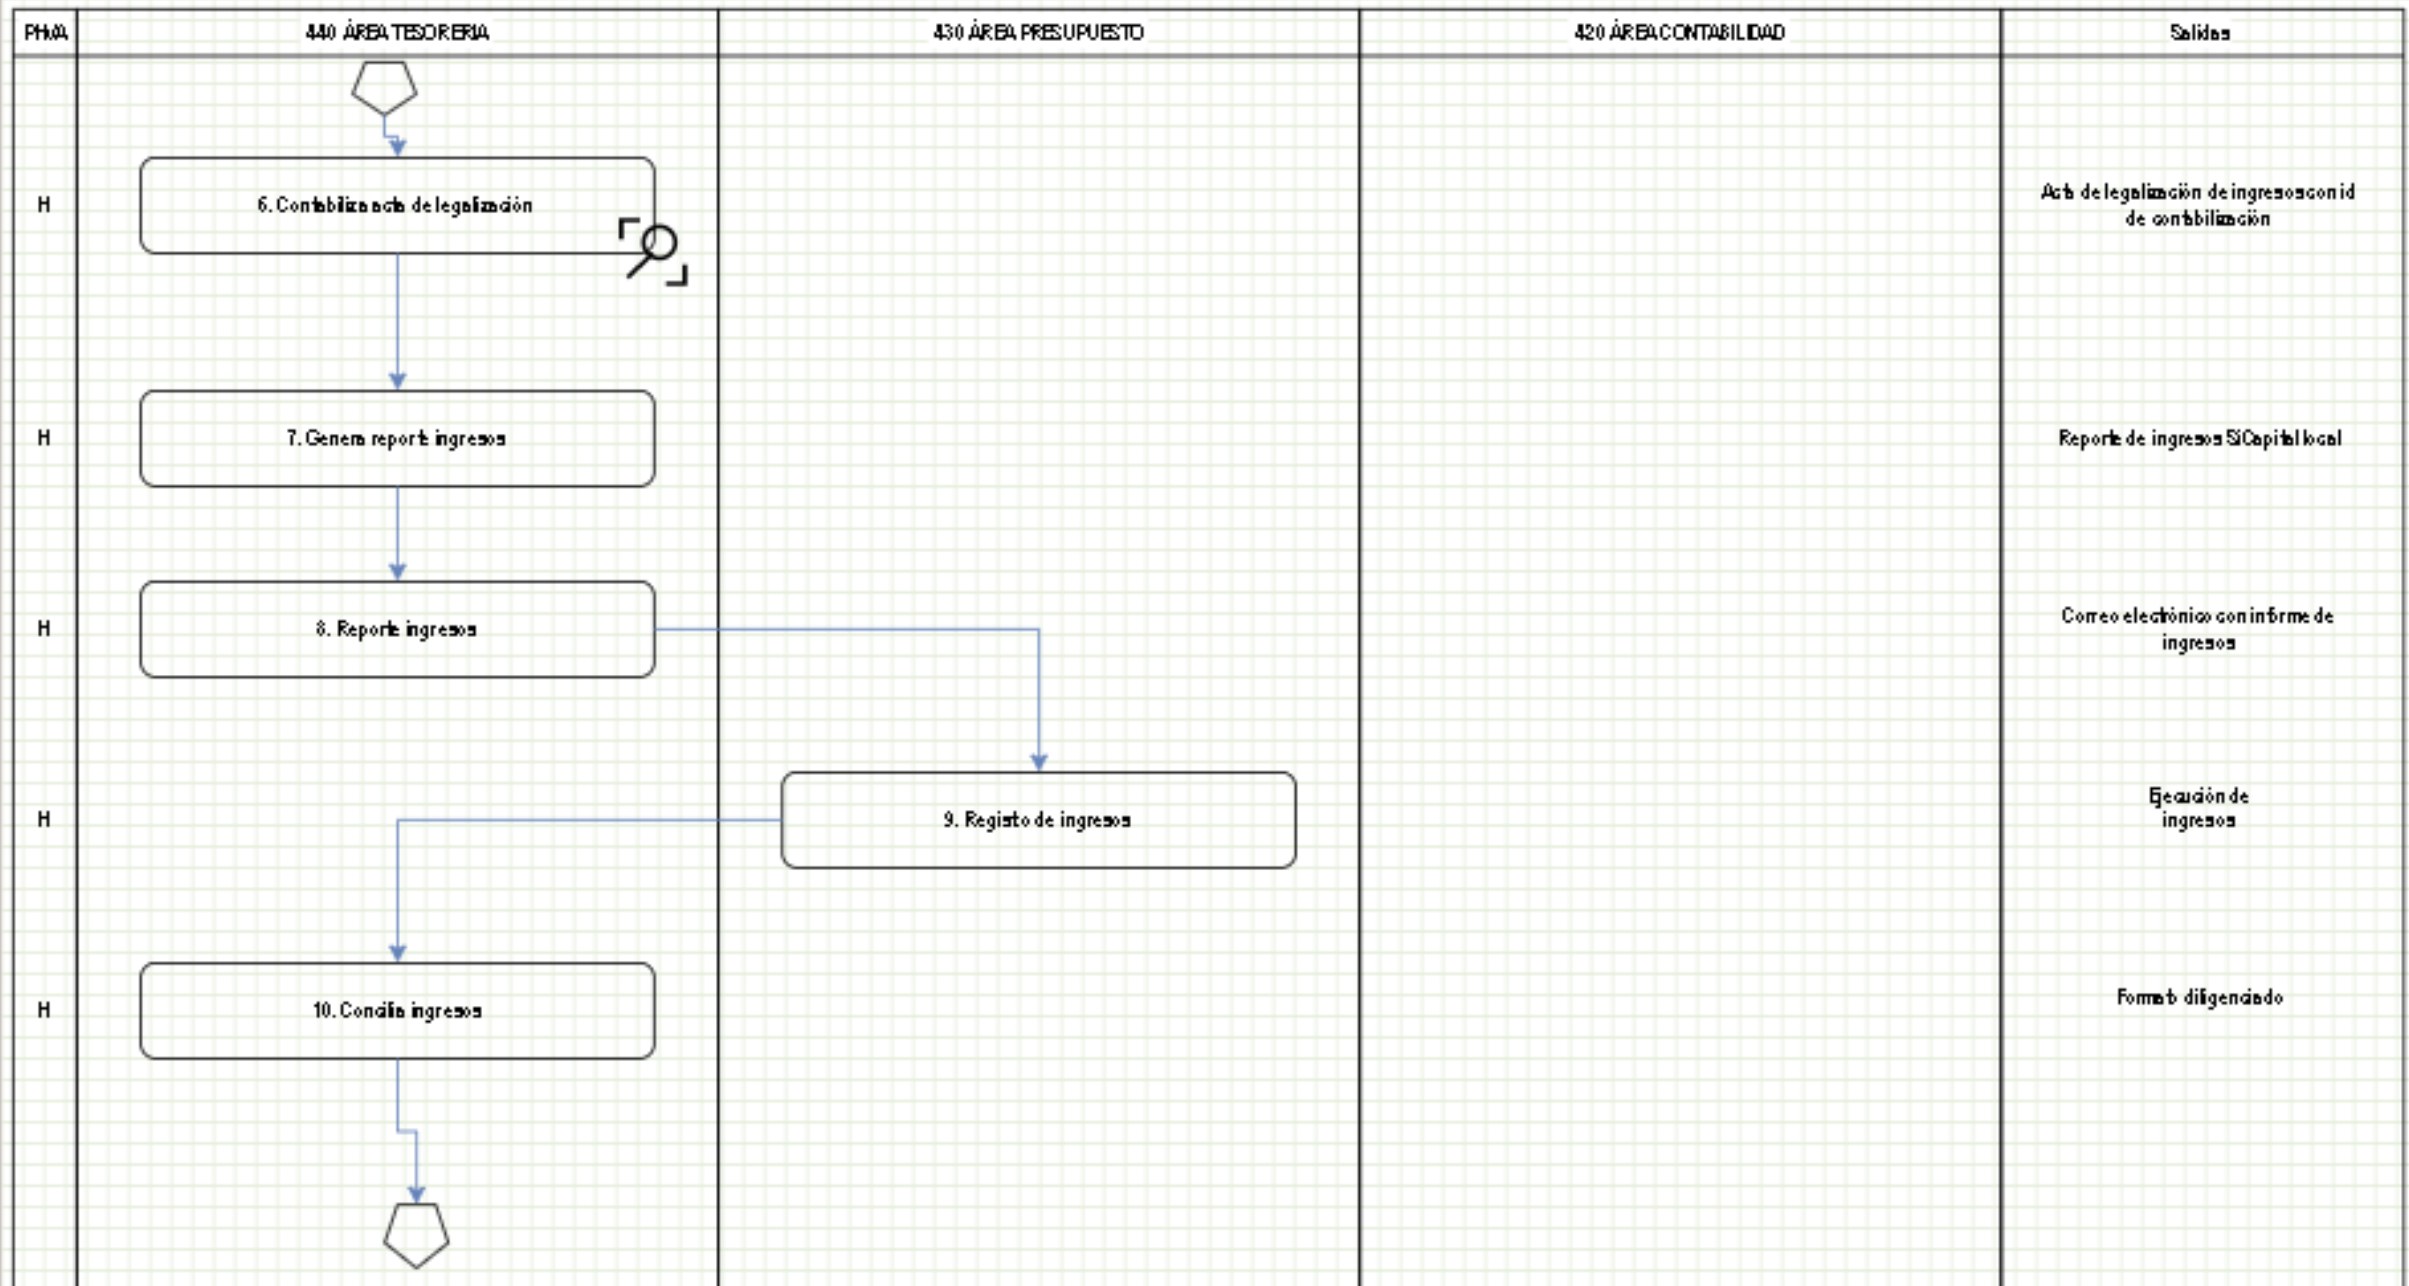 PHVA 440 ÁREA TESORERIA 430 ÁREA PRESUPUESTO 420 ÁREA CONTABILIDAD Salidas
H 6. Contabiliza acta de legalización Acta de legalización de ingresos con id
de contabilización
H 7. Genera reporte ingresos Reporte de ingresos SiCapital local
H 8. Reporte ingresos Correo electrónico con informe de
ingresos
H 9. Registo de ingresos Ejecución de
ingresos
H 10. Concilia ingresos Formato diligenciado